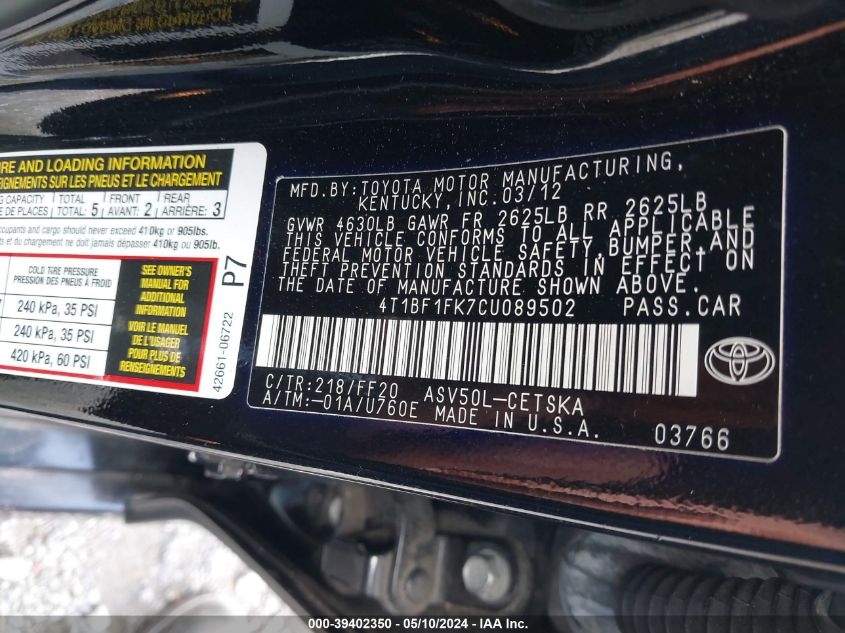 IRE AND LOADING INFORMATION
EIGNEMENTS SUR LES PNEUS ET LE CHARGEMENT
G CAPACITY TOTAL FRONT REAR
E DE PLACES TOTAL: 5 AVANT: 2 ARRIÈRE: 3
ccupants and cargo should never exceed 410kg or 905lbs.
ts et du chargement ne doit jamais dépasser 410kg ou 905lb.
COLD TIRE PRESSURE
PRESSION DES PNEUS À FROID
240 kPa, 35 PSI
240 kPa, 35 PSI
420 kPa, 60 PSI
SEE OWNER'S
MANUAL FOR
ADDITIONAL
INFORMATION
VOIR LE MANUEL
DE L'USAGER
POUR PLUS DE
RENSEIGNEMENTS
P7
42661-06722
MFD.BY:TOYOTA MOTOR MANUFACTURING,
KENTUCKY,INC.03/12
GVWR 4630LB GAWR FR 2625LB RR 2625LB
THIS VEHICLE CONFORMS TO ALL APPLICABLE
FEDERAL MOTOR VEHICLE SAFETY,BUMPER,AND
THEFT PREVENTION STANDARDS IN EFFECT ON
THE DATE OF MANUFACTURE SHOWN ABOVE.
4T1BF1FK7CU089502 PASS.CAR
C/TR:218/FF20 ASV50L-CETSKA
A/TM:-01A/U760E MADE IN U.S.A.
03766
000-39402350 - 05/10/2024 - IAA Inc.